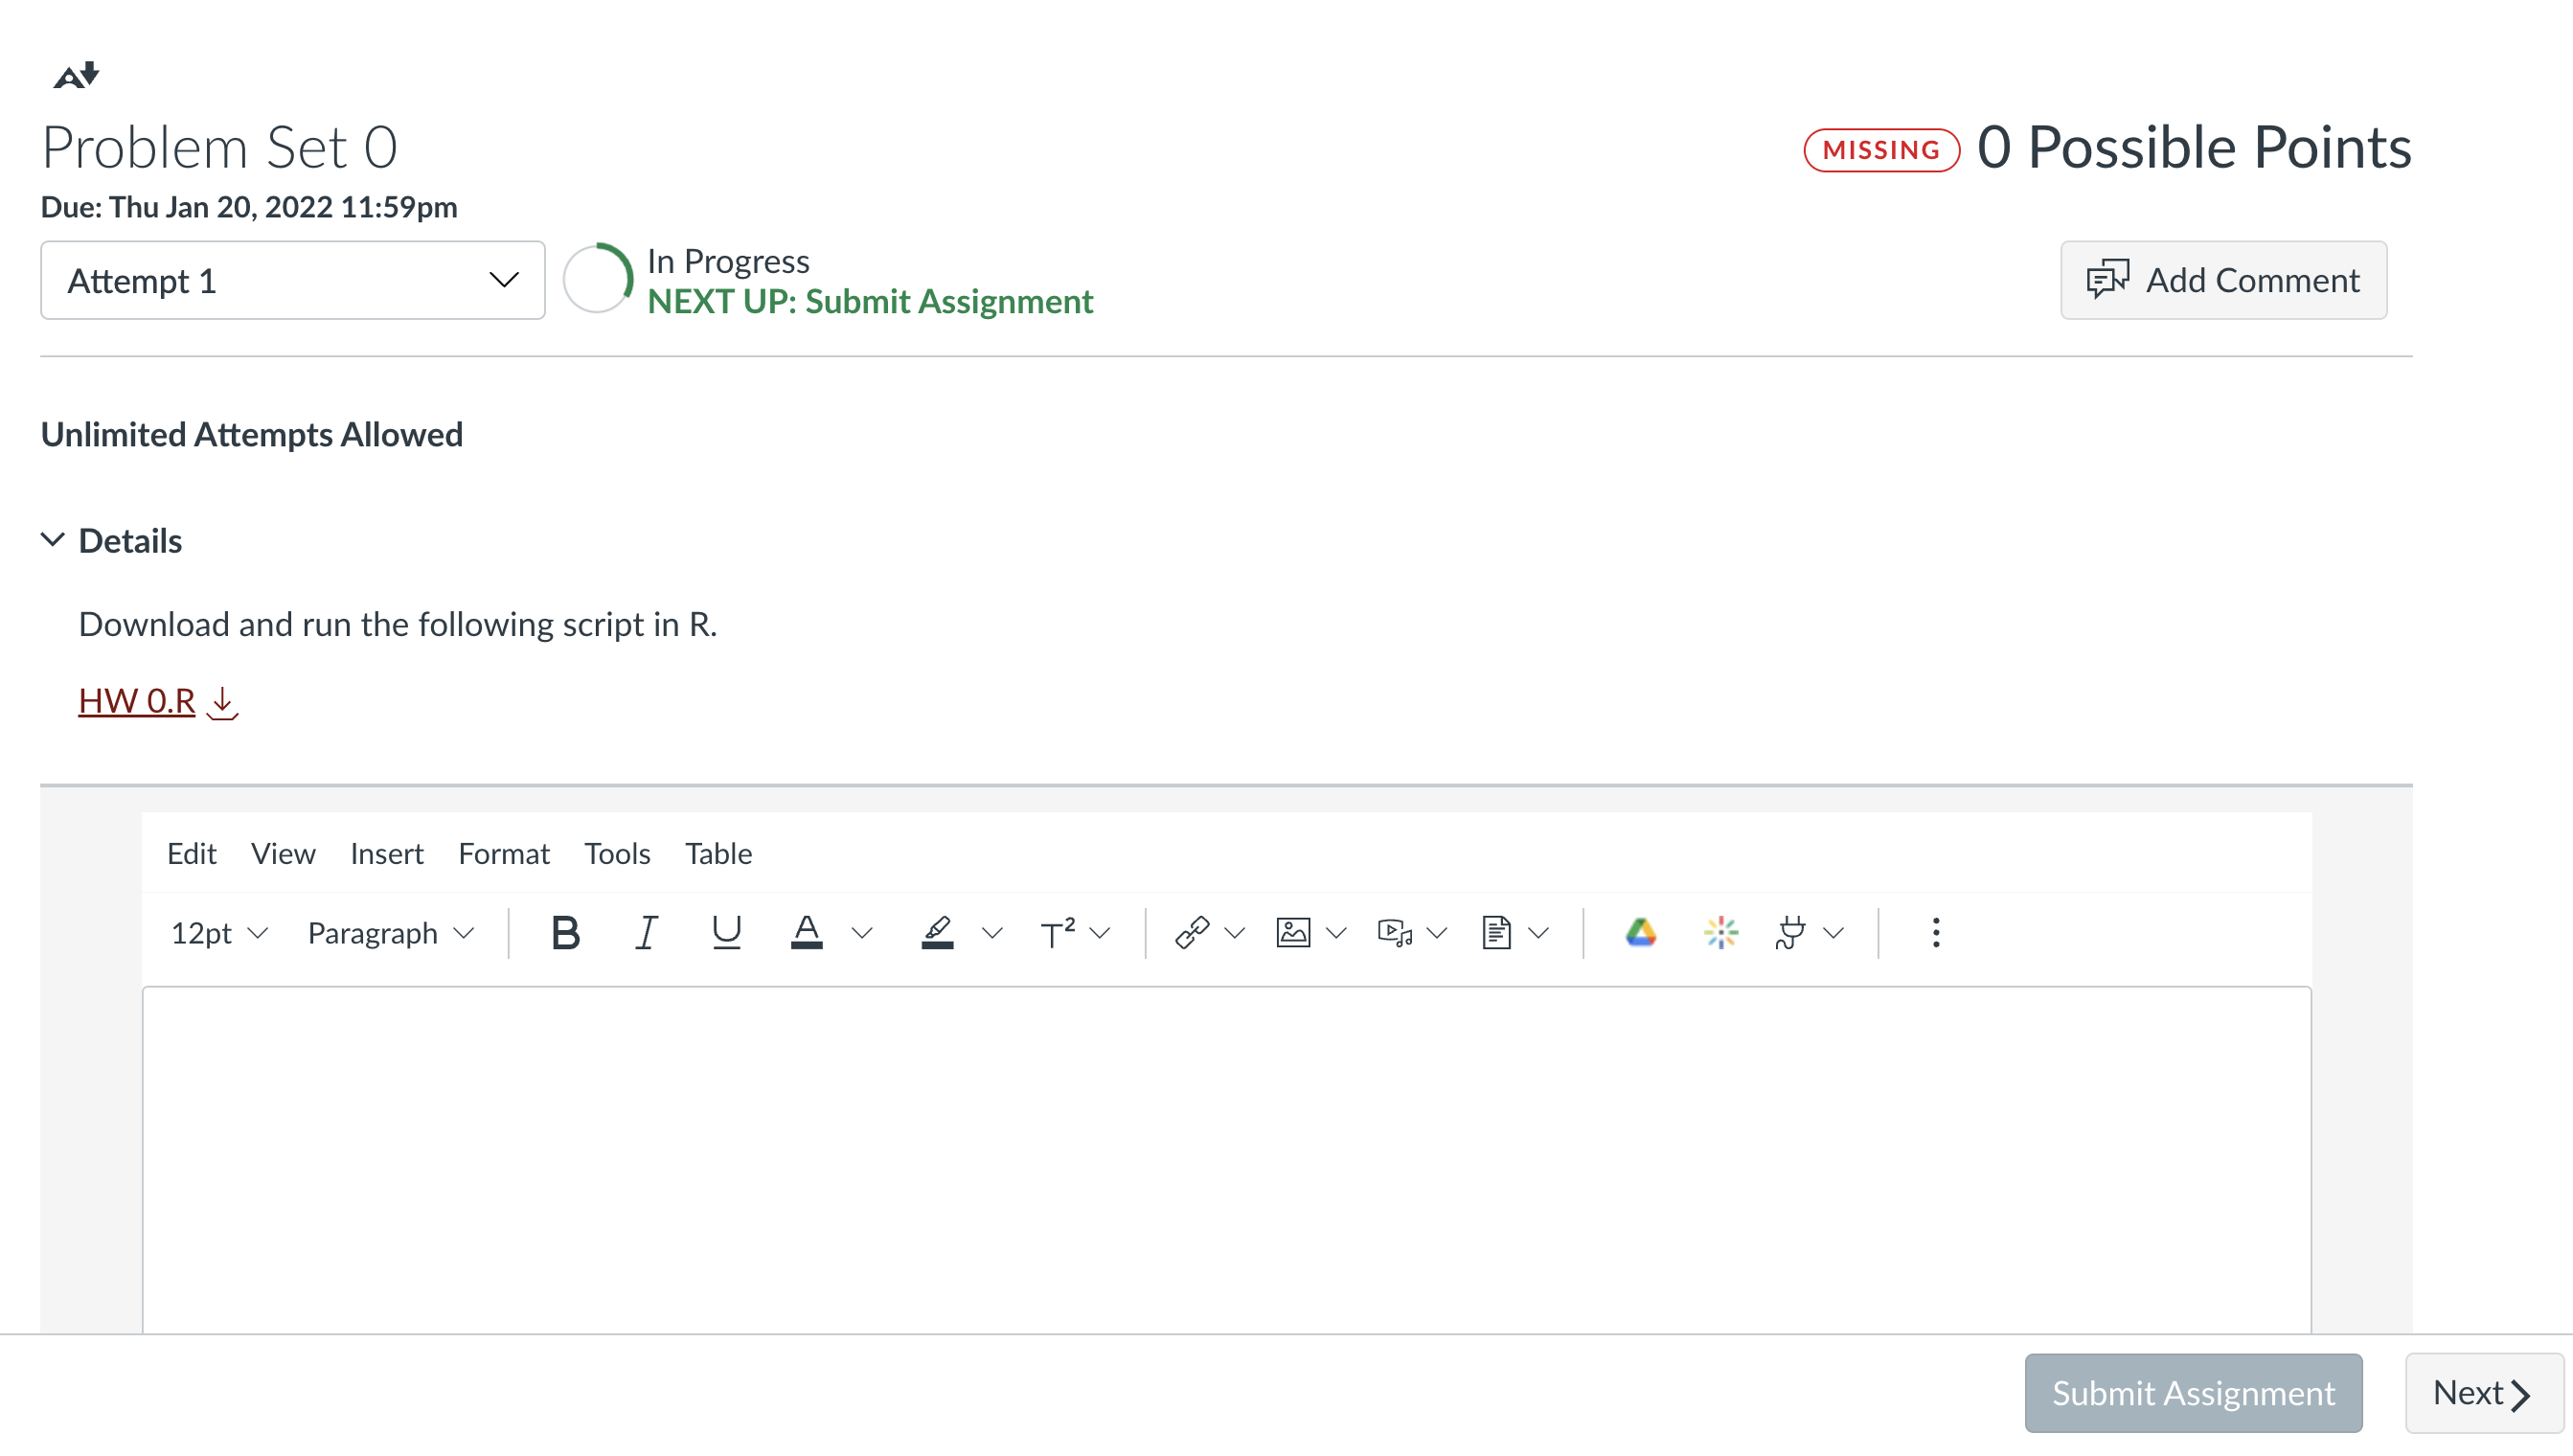 Problem Set 0
MISSING 0 Possible Points
Due: Thu Jan 20, 2022 11:59pm
Attempt 1
In Progress
NEXT UP: Submit Assignment
Add Comment
Unlimited Attempts Allowed
Details
Download and run the following script in R.
HW 0.R
Edit View Insert Format Tools Table
12pt Paragraph B I U A T²
Submit Assignment Next